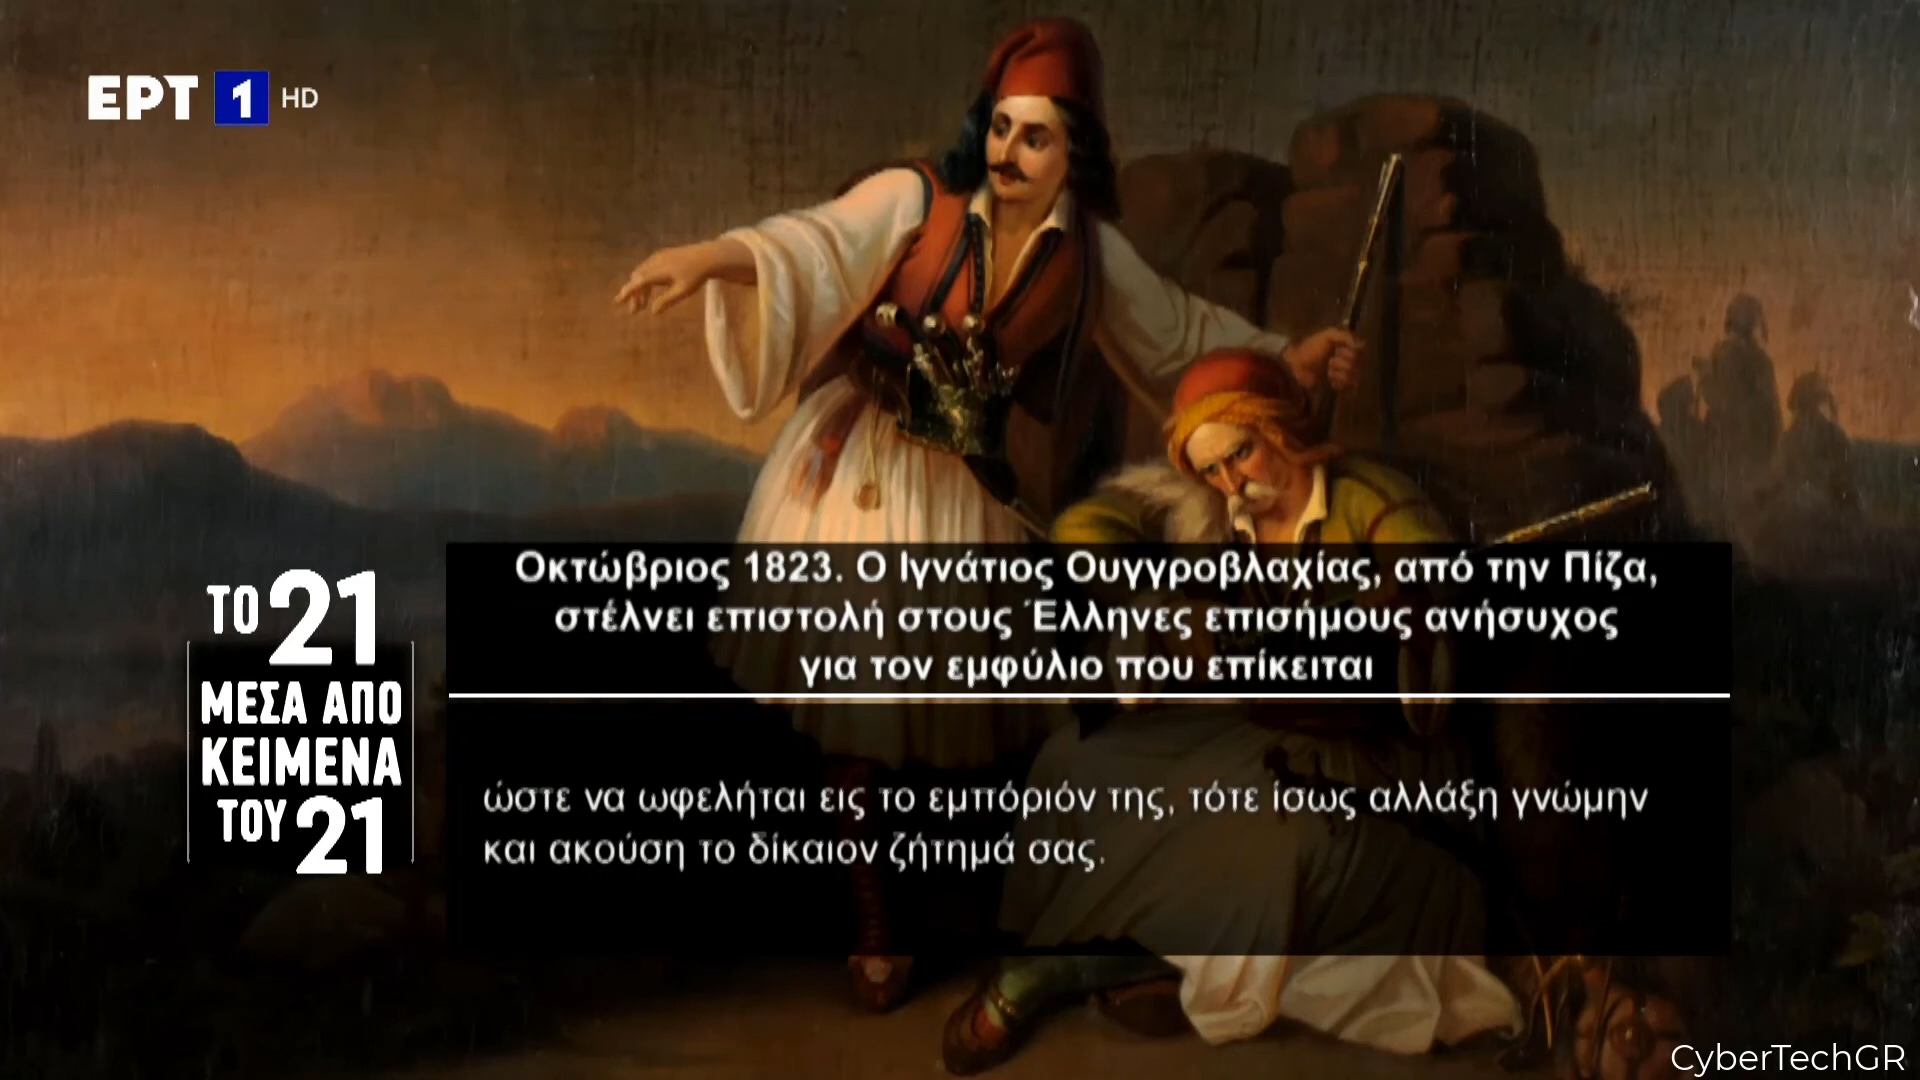 ΕΡΤ 1 HD
Οκτώβριος 1823. Ο Ιγνάτιος Ουγγροβλαχίας, από την Πίζα,
στέλνει επιστολή στους Έλληνες επισήμους ανήσυχος
για τον εμφύλιο που επίκειται
ΤΟ 21
ΜΕΣΑ ΑΠΟ
ΚΕΙΜΕΝΑ
ΤΟΥ 21
ώστε να ωφελήται εις το εμπόριόν της, τότε ίσως αλλάξη γνώμην
και ακούση το δίκαιον ζήτημά σας.
CyberTechGR